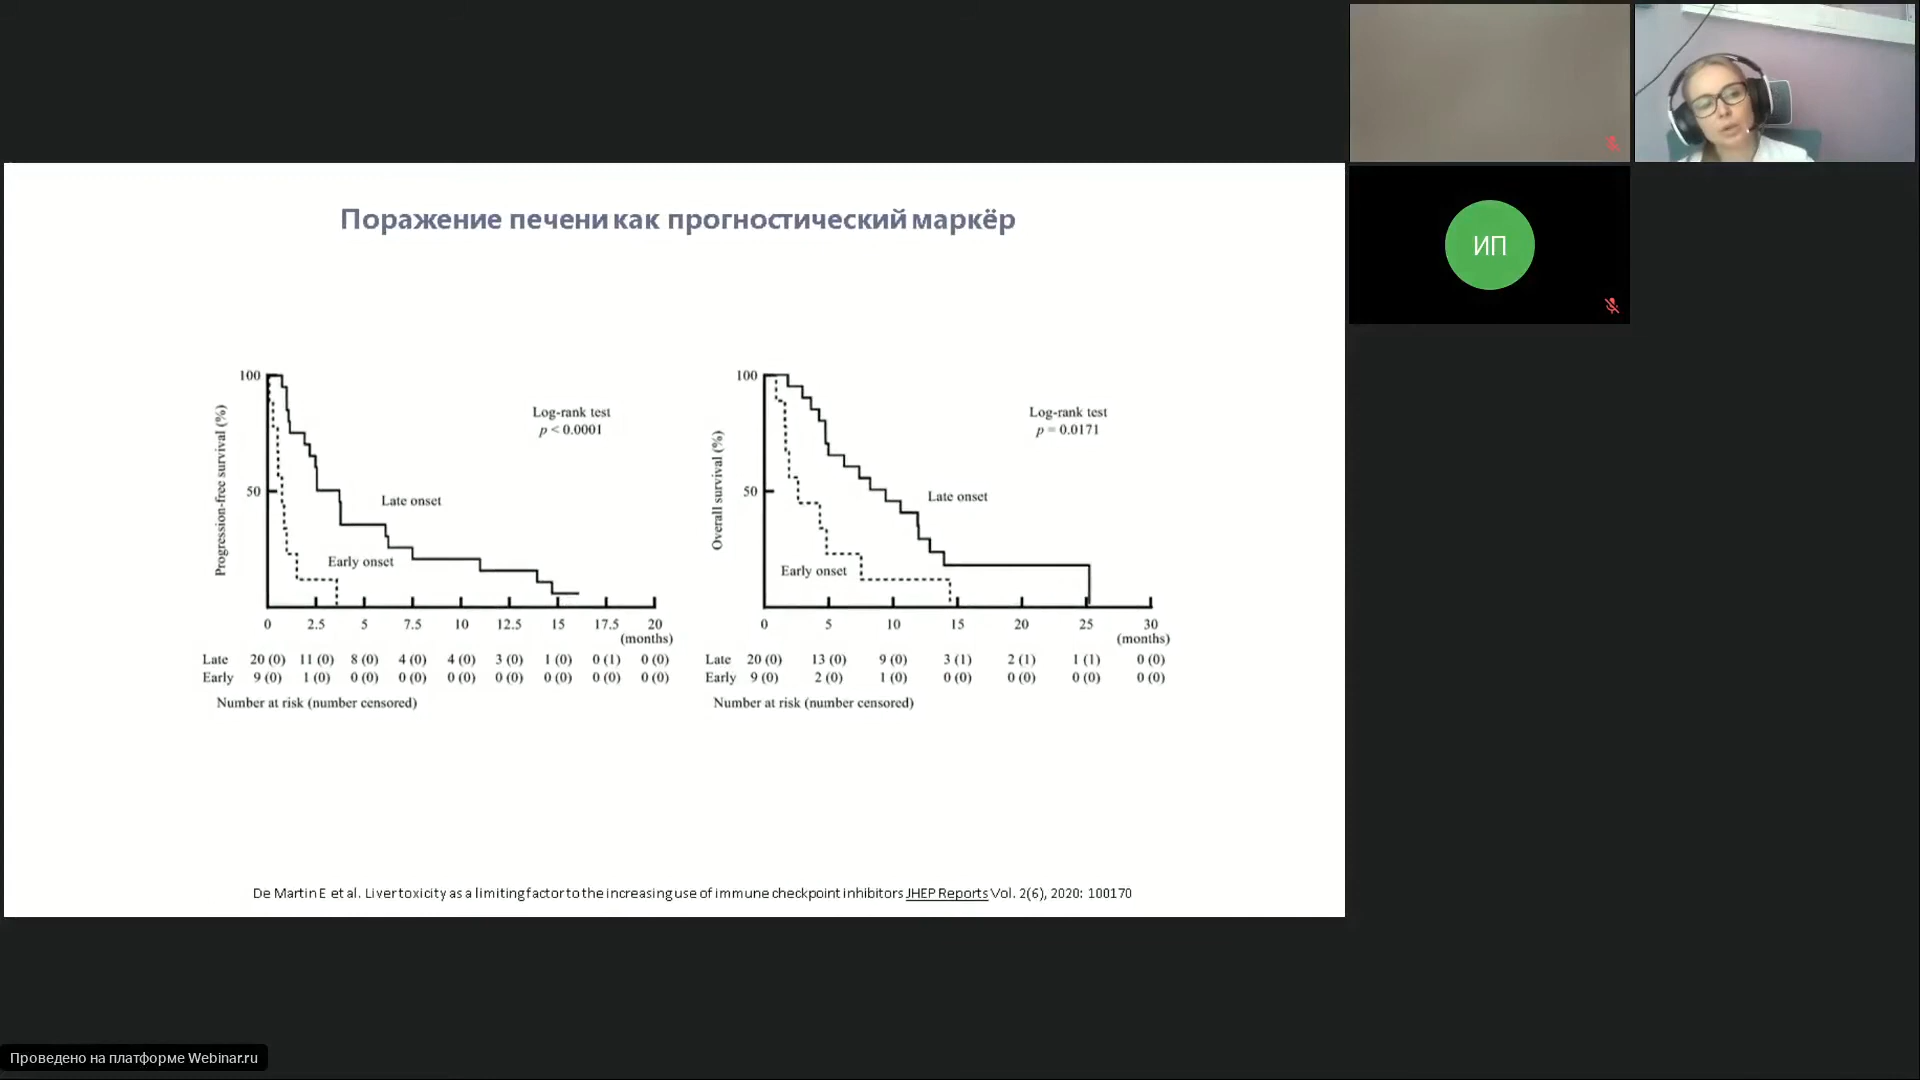 ИП
Поражение печени как прогностический маркёр
Progression-free survival (%)
100
50
Log-rank test
p < 0.0001
Late onset
Early onset
0 2.5 5 7.5 10 12.5 15 17.5 20
(months)
Late 20 (0) 11 (0) 8 (0) 4 (0) 4 (0) 3 (0) 1 (0) 0 (1) 0 (0)
Early 9 (0) 1 (0) 0 (0) 0 (0) 0 (0) 0 (0) 0 (0) 0 (0) 0 (0)
Number at risk (number censored)
Overall survival (%)
100
50
Log-rank test
p = 0.0171
Late onset
Early onset
0 5 10 15 20 25 30
(months)
Late 20 (0) 13 (0) 9 (0) 3 (1) 2 (1) 1 (1) 0 (0)
Early 9 (0) 2 (0) 1 (0) 0 (0) 0 (0) 0 (0) 0 (0)
Number at risk (number censored)
De Martin E et al. Liver toxicity as a limiting factor to the increasing use of immune checkpoint inhibitors JHEP Reports Vol. 2(6), 2020: 100170
Проведено на платформе Webinar.ru